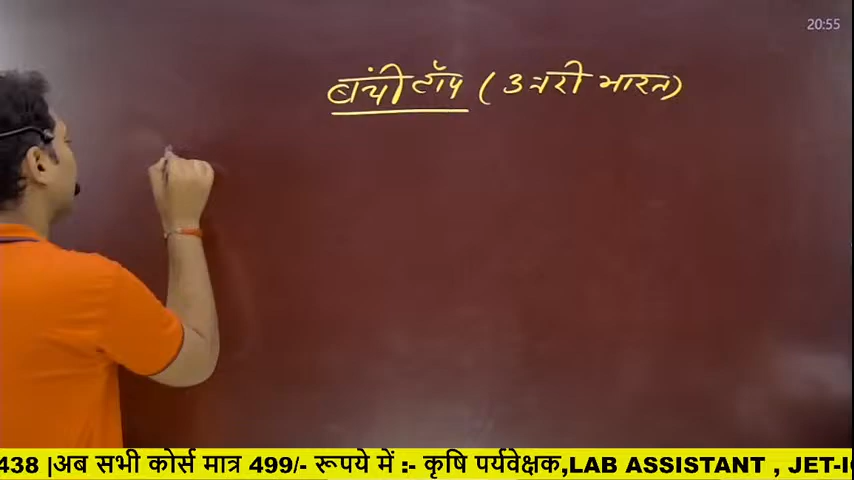 20:55
बंची टॉप (उत्तरी भारत)
438 |अब सभी कोर्स मात्र 499/- रूपये में :- कृषि पर्यवेक्षक,LAB ASSISTANT , JET-I